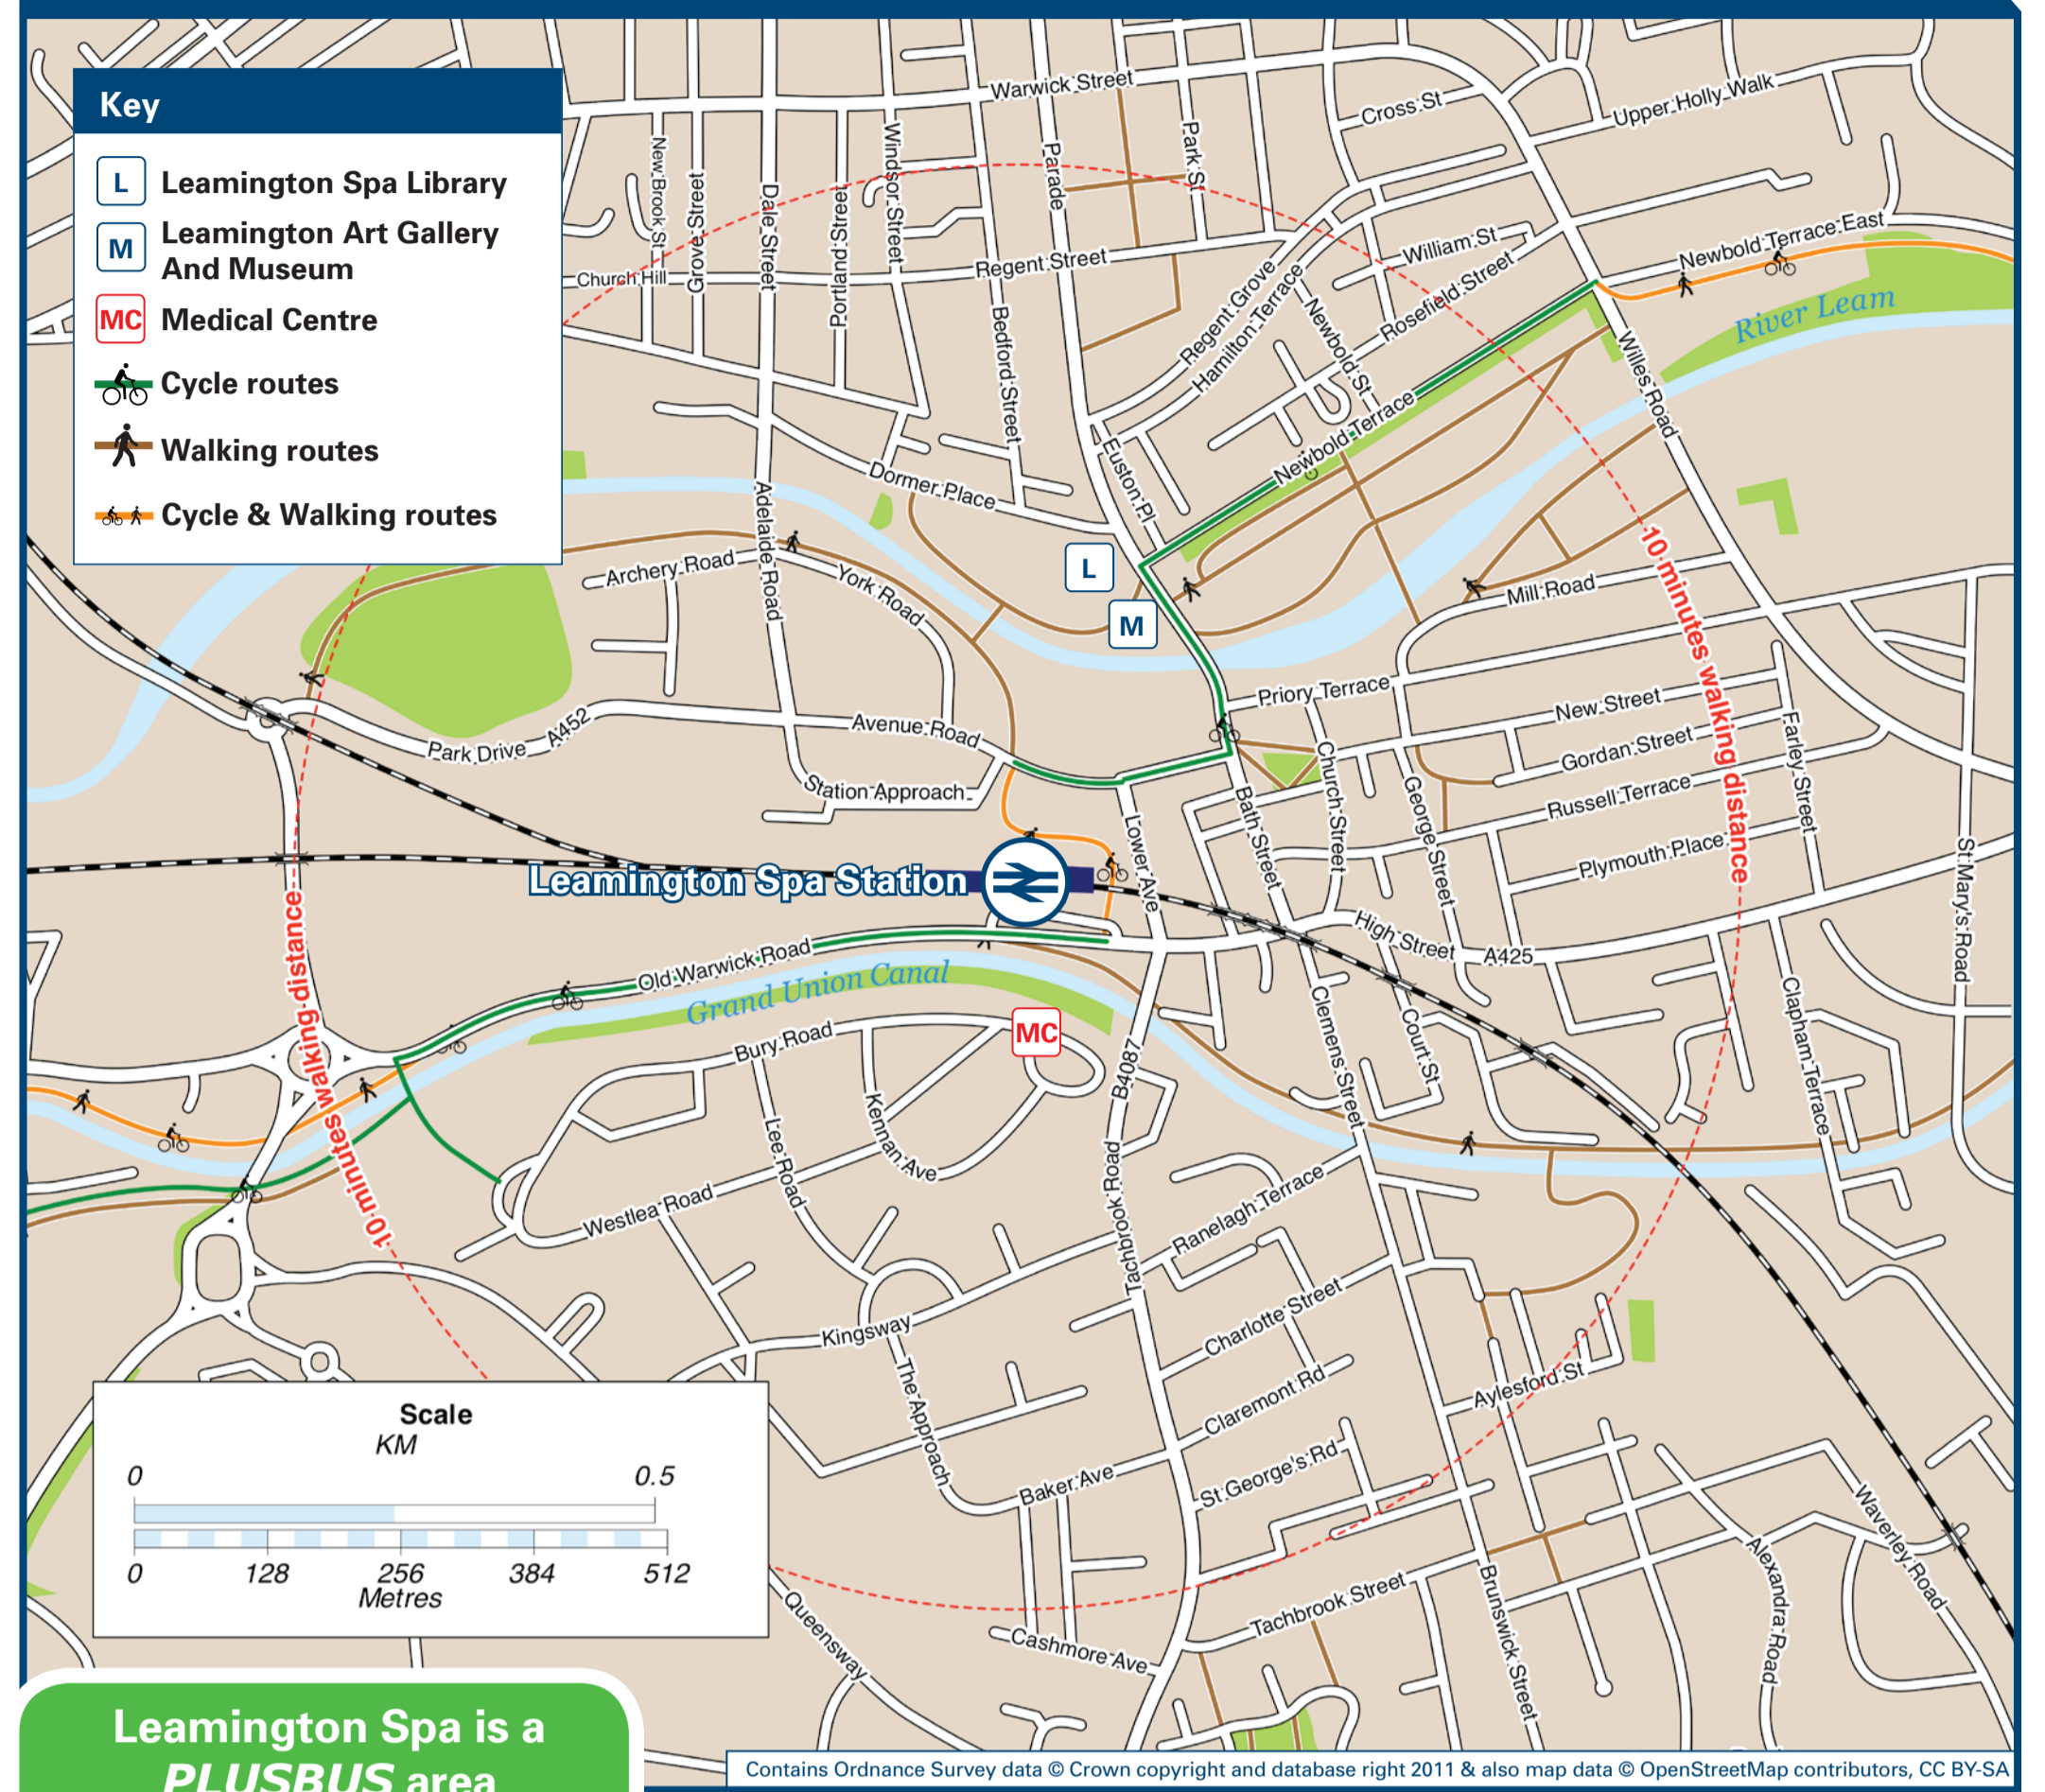 Key
L Leamington Spa Library
M Leamington Art Gallery
And Museum
MC Medical Centre
Cycle routes
Walking routes
Cycle & Walking routes
Warwick Street
Cross St
Upper Holly Walk
New Brook St
Grove Street
Dale Street
Portland Street
Windsor Street
Parade
Park St
Church Hill
Regent Street
William St
Newbold Terrace East
Rosefield Street
Regent Grove
Hamilton Terrace
Newbold St
River Leam
Bedford Street
Willes Road
Newbold Terrace
Euston Pl
Dormer Place
Adelaide Road
Archery Road
York Road
L
M
10 minutes walking distance
Mill Road
Priory Terrace
New Street
Gordan Street
Farley Street
Park Drive
A452
Avenue Road
Station Approach
Church Street
George Street
Russell Terrace
Plymouth Place
Bath Street
Lower Ave
St Mary's Road
Leamington Spa Station
High Street
A425
Old Warwick Road
Grand Union Canal
10 minutes walking distance
MC
Bury Road
B4087
Clemens Street
Court St
Clapham Terrace
Kennan Ave
Lee Road
Westlea Road
Tachbrook Road
Ranelagh Terrace
Kingsway
Charlotte Street
The Approach
Claremont Rd
Aylesford St
Baker Ave
St George's Rd
Waverley Road
Alexandra Road
Tachbrook Street
Brunswick Street
Cashmore Ave
Queensway
Scale
KM
0 0.5
0 128 256 384 512
Metres
Leamington Spa is a
PLUSBUS area
Contains Ordnance Survey data © Crown copyright and database right 2011 & also map data © OpenStreetMap contributors, CC BY-SA